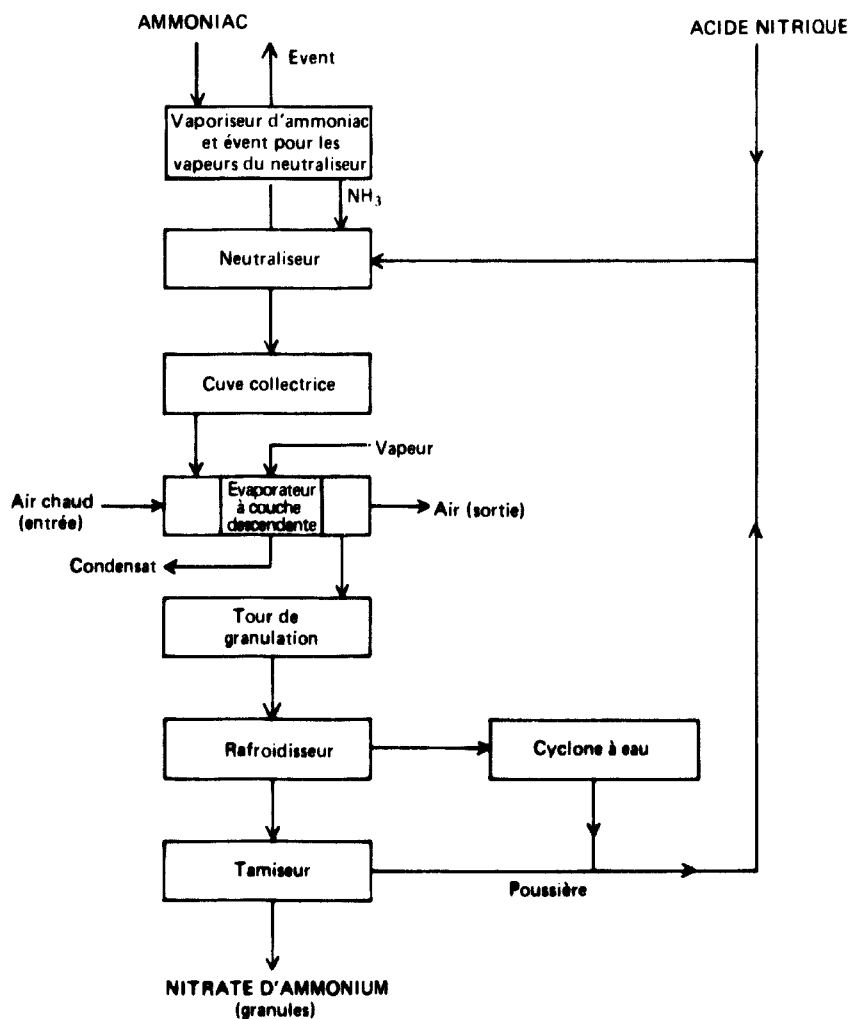 AMMONIAC
ACIDE NITRIQUE
Event
Vaporiseur d'ammoniac
et évent pour les
vapeurs du neutraliseur
NH₃
Neutraliseur
Cuve collectrice
Vapeur
Air chaud
(entrée)
Evaporateur
à couche
descendante
Air (sortie)
Condensat
Tour de
granulation
Rafroidisseur
Cyclone à eau
Tamiseur
Poussière
NITRATE D'AMMONIUM
(granules)